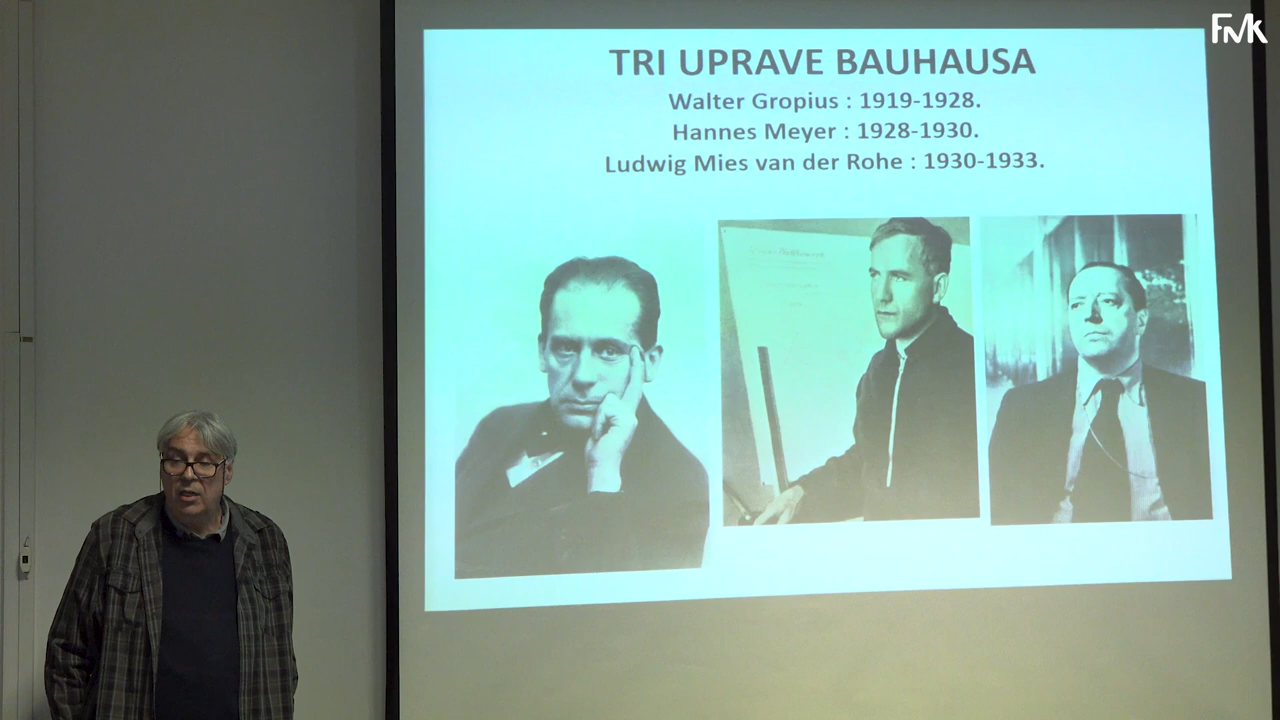 FMK
TRI UPRAVE BAUHAUSA
Walter Gropius : 1919-1928.
Hannes Meyer : 1928-1930.
Ludwig Mies van der Rohe : 1930-1933.